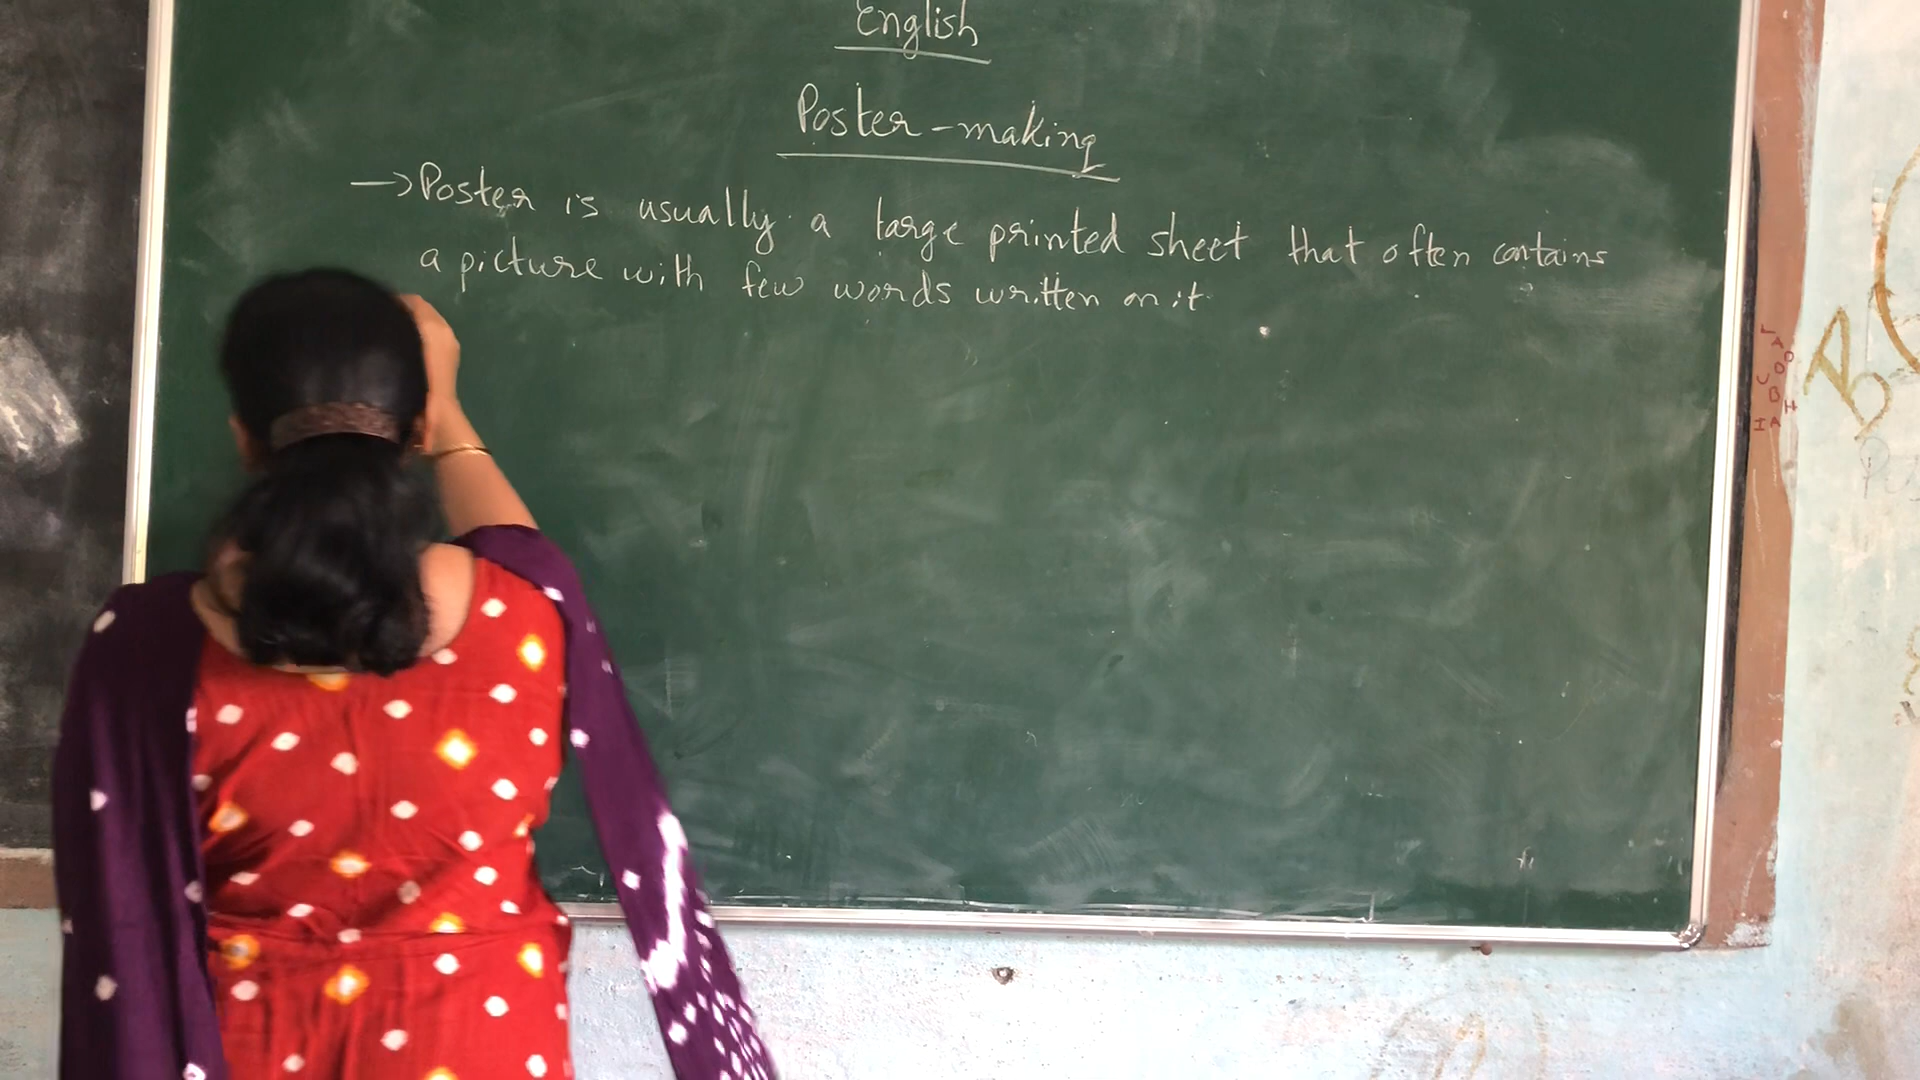 English
Poster-making
→Poster is usually a large printed sheet that often contains
a picture with few words written on it
B